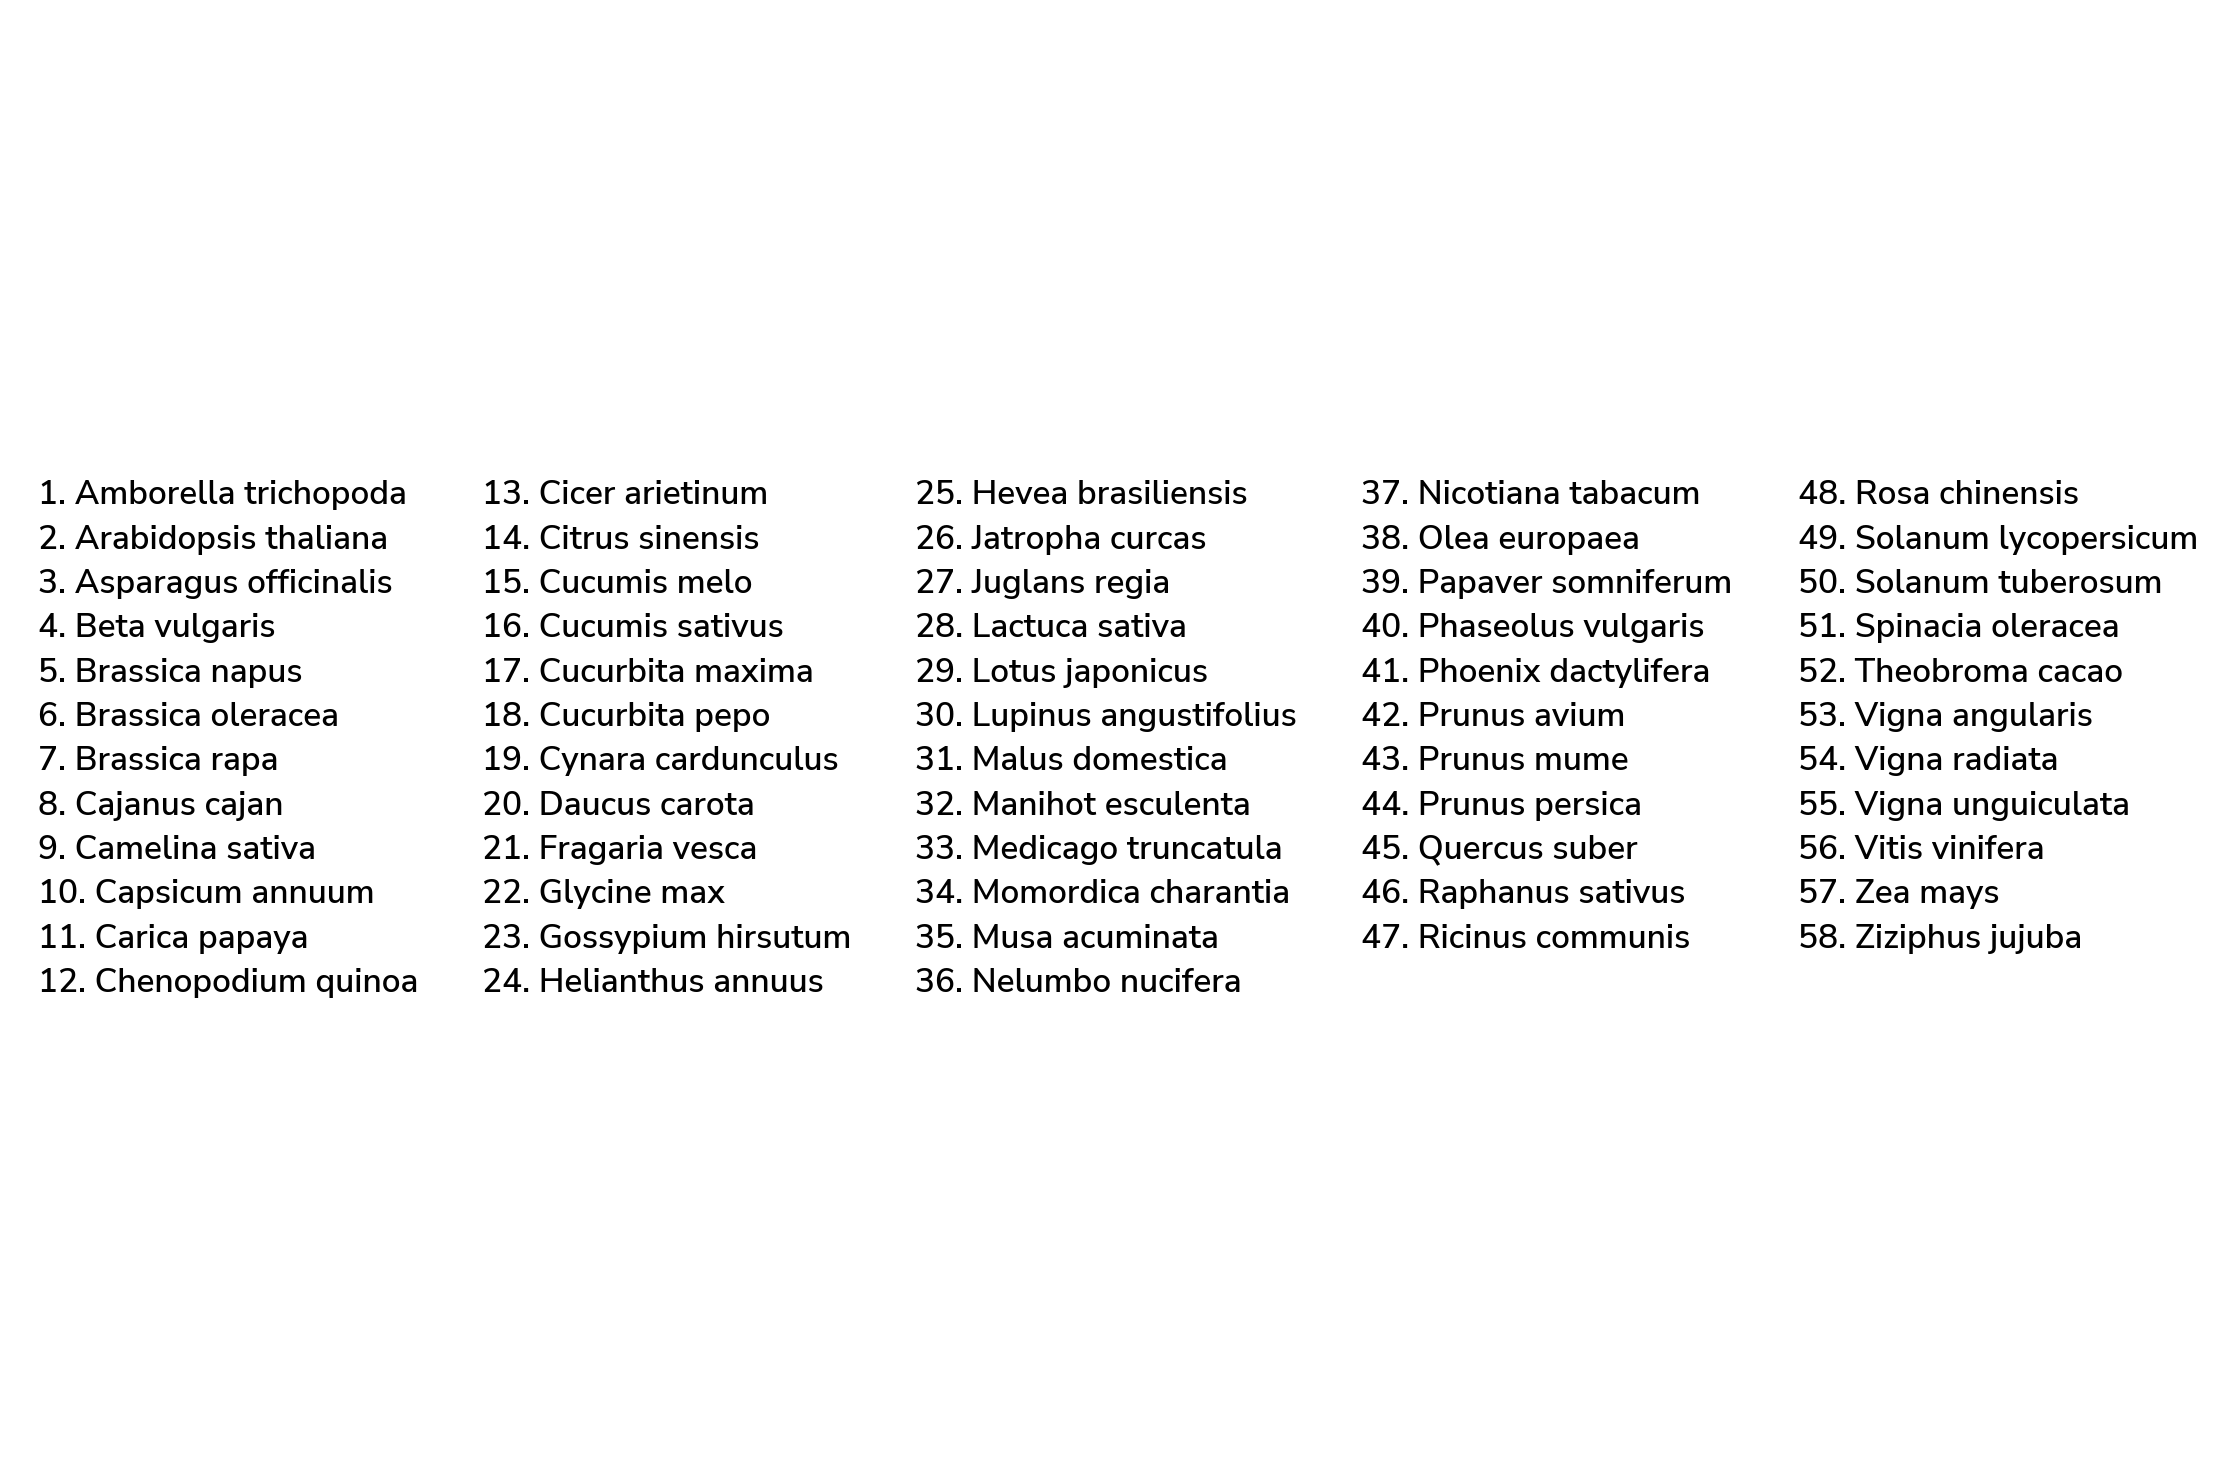 1. Amborella trichopoda
2. Arabidopsis thaliana
3. Asparagus officinalis
4. Beta vulgaris
5. Brassica napus
6. Brassica oleracea
7. Brassica rapa
8. Cajanus cajan
9. Camelina sativa
10. Capsicum annuum
11. Carica papaya
12. Chenopodium quinoa
13. Cicer arietinum
14. Citrus sinensis
15. Cucumis melo
16. Cucumis sativus
17. Cucurbita maxima
18. Cucurbita pepo
19. Cynara cardunculus
20. Daucus carota
21. Fragaria vesca
22. Glycine max
23. Gossypium hirsutum
24. Helianthus annuus
25. Hevea brasiliensis
26. Jatropha curcas
27. Juglans regia
28. Lactuca sativa
29. Lotus japonicus
30. Lupinus angustifolius
31. Malus domestica
32. Manihot esculenta
33. Medicago truncatula
34. Momordica charantia
35. Musa acuminata
36. Nelumbo nucifera
37. Nicotiana tabacum
38. Olea europaea
39. Papaver somniferum
40. Phaseolus vulgaris
41. Phoenix dactylifera
42. Prunus avium
43. Prunus mume
44. Prunus persica
45. Quercus suber
46. Raphanus sativus
47. Ricinus communis
48. Rosa chinensis
49. Solanum lycopersicum
50. Solanum tuberosum
51. Spinacia oleracea
52. Theobroma cacao
53. Vigna angularis
54. Vigna radiata
55. Vigna unguiculata
56. Vitis vinifera
57. Zea mays
58. Ziziphus jujuba